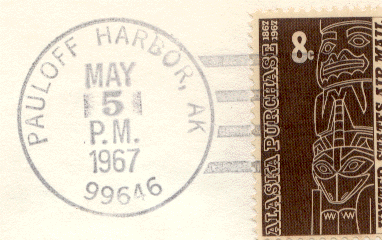 PAULOFF HARBOR, AK
MAY
5
P.M.
1967
99646
ALASKA PURCHASE
1867
1967
8c